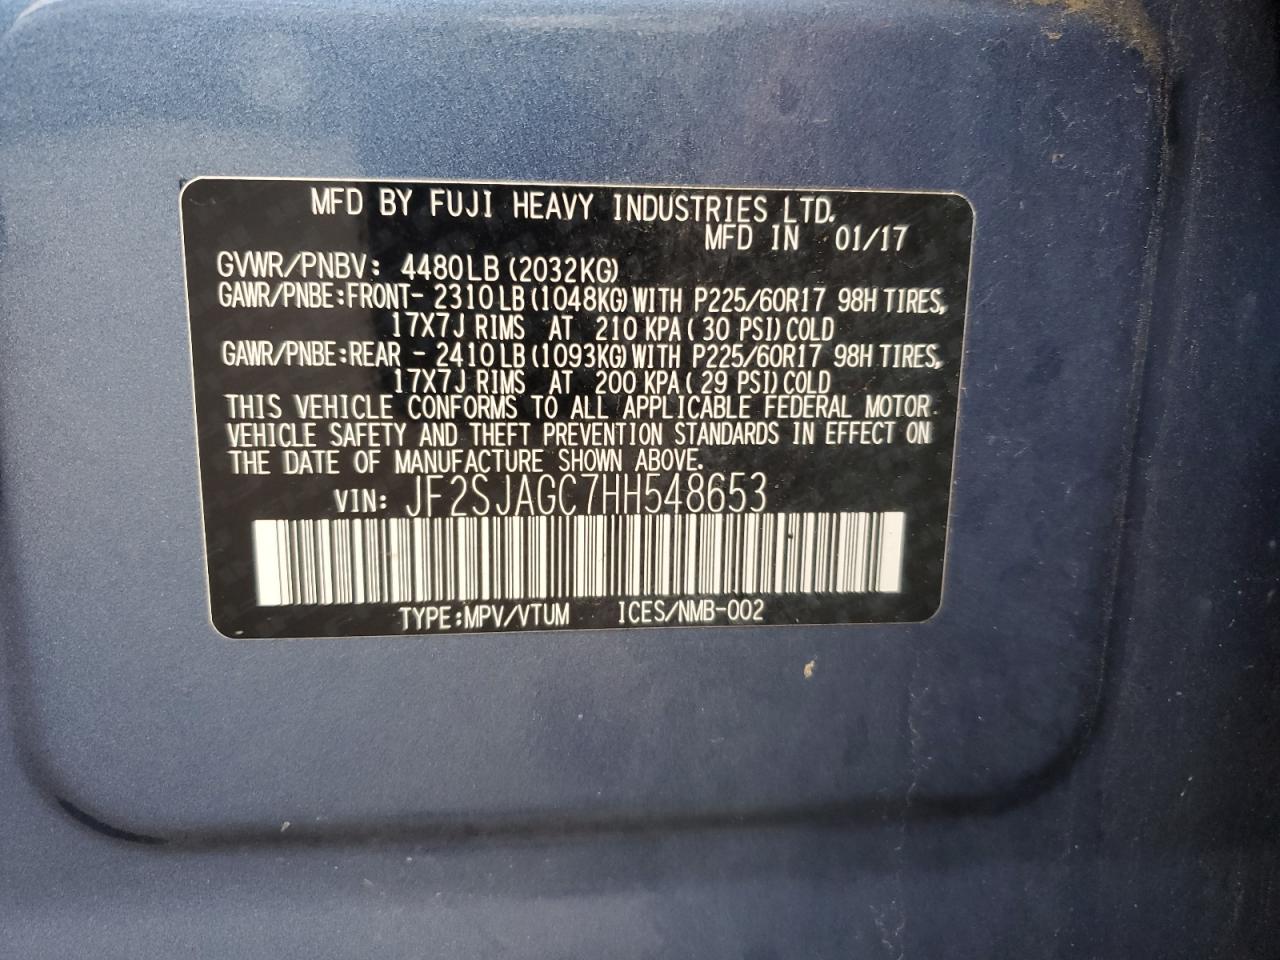 MFD BY FUJI HEAVY INDUSTRIES LTD.
MFD IN 01/17
GVWR/PNBV: 4480LB (2032KG)
GAWR/PNBE:FRONT- 2310 LB (1048KG) WITH P225/60R17 98H TIRES,
17X7J RIMS AT 210 KPA (30 PSI) COLD
GAWR/PNBE:REAR - 2410 LB (1093KG) WITH P225/60R17 98H TIRES,
17X7J RIMS AT 200 KPA (29 PSI) COLD
THIS VEHICLE CONFORMS TO ALL APPLICABLE FEDERAL MOTOR
VEHICLE SAFETY AND THEFT PREVENTION STANDARDS IN EFFECT ON
THE DATE OF MANUFACTURE SHOWN ABOVE.
VIN: JF2SJAGC7HH548653
TYPE:MPV/VTUM ICES/NMB-002